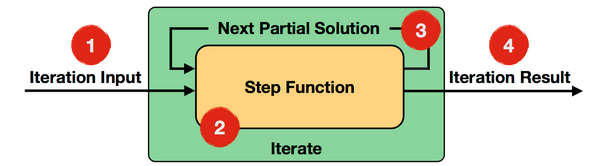 1
Iteration Input
Next Partial Solution
3
Step Function
2
Iterate
4
Iteration Result